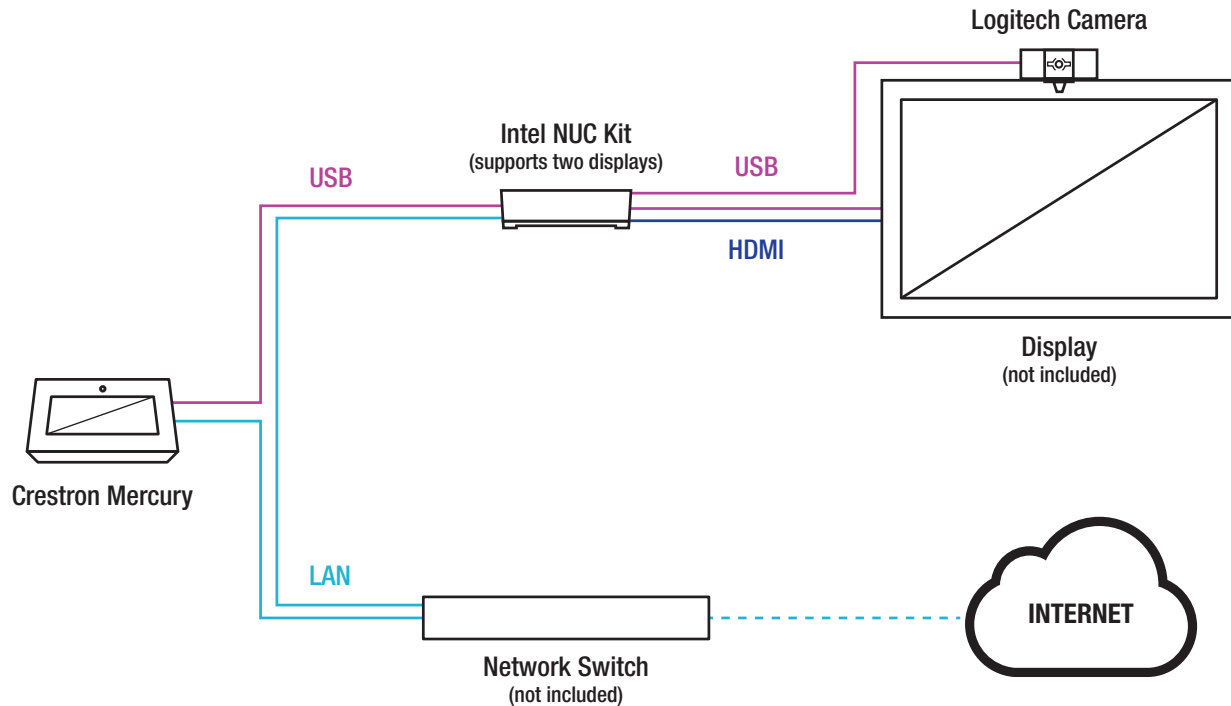 Logitech Camera
Intel NUC Kit
(supports two displays)
USB
USB
HDMI
Display
(not included)
Crestron Mercury
LAN
INTERNET
Network Switch
(not included)